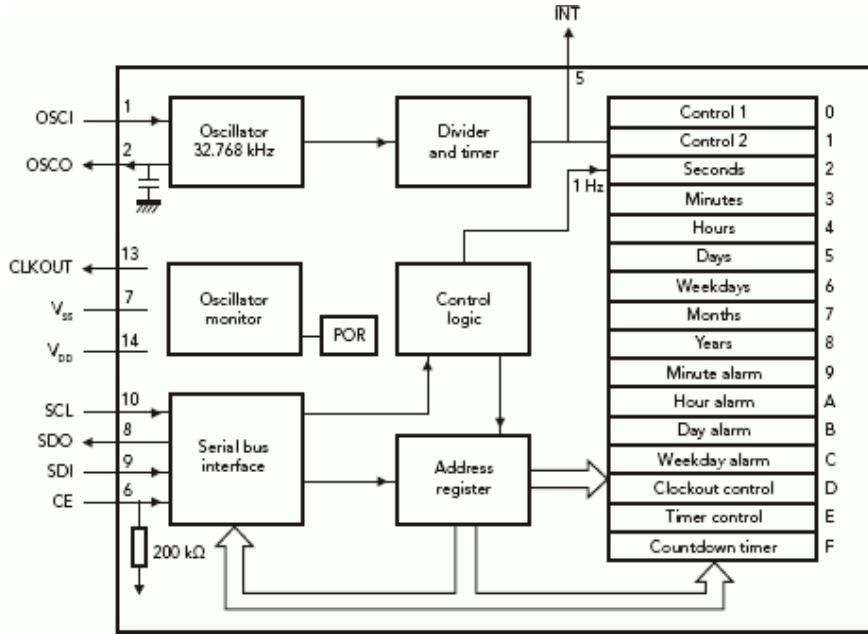 INT
5
OSCI
1
Oscillator
32.768 kHz
Divider
and timer
OSCO
2
1 Hz
Control 1 0
Control 2 1
Seconds 2
Minutes 3
Hours 4
Days 5
Weekdays 6
Months 7
Years 8
Minute alarm 9
Hour alarm A
Day alarm B
Weekday alarm C
Clockout control D
Timer control E
Countdown timer F
CLKOUT
13
VSS
7
VDD
14
Oscillator
monitor
POR
Control
logic
SCL
10
SDO
8
SDI
9
CE
6
Serial bus
interface
Address
register
200 kΩ